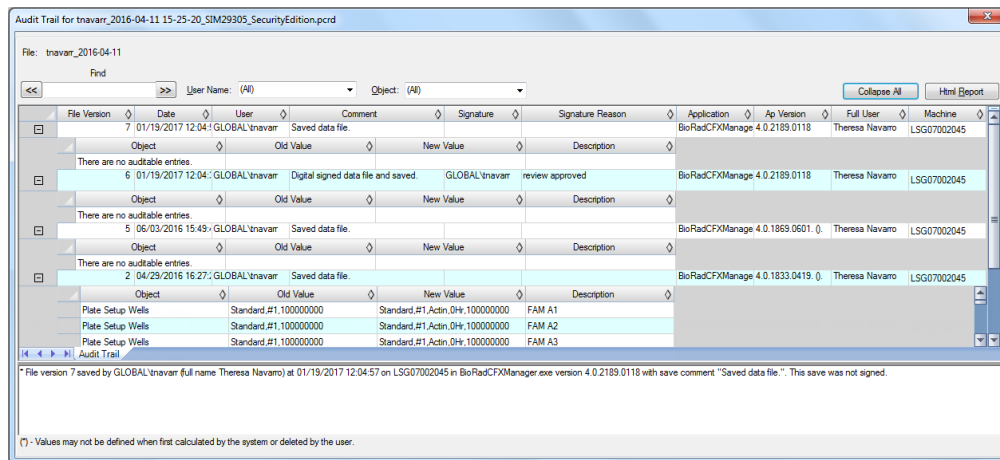 Audit Trail for tnavarr_2016-04-11 15-25-20_SIM29305_SecurityEdition.pcrd
File: tnavarr_2016-04-11
Find
<< >> User Name: (All) Object: (All) Collapse All Html Report
File Version Date User Comment Signature Signature Reason Application Ap Version Full User Machine
7 01/19/2017 12:04: GLOBAL\tnavarr Saved data file. BioRadCFXManage 4.0.2189.0118 Theresa Navarro LSG07002045
Object Old Value New Value Description
There are no auditable entries.
6 01/19/2017 12:04: GLOBAL\tnavarr Digital signed data file and saved. GLOBAL\tnavarr review approved BioRadCFXManage 4.0.2189.0118 Theresa Navarro LSG07002045
Object Old Value New Value Description
There are no auditable entries.
5 06/03/2016 15:49: GLOBAL\tnavarr Saved data file. BioRadCFXManage 4.0.1869.0601. (). Theresa Navarro LSG07002045
Object Old Value New Value Description
There are no auditable entries.
2 04/29/2016 16:27: GLOBAL\tnavarr Saved data file. BioRadCFXManage 4.0.1833.0419. (). Theresa Navarro LSG07002045
Object Old Value New Value Description
Plate Setup Wells Standard,#1,100000000 Standard,#1,Actin,0Hr,100000000 FAM A1
Plate Setup Wells Standard,#1,100000000 Standard,#1,Actin,0Hr,100000000 FAM A2
Plate Setup Wells Standard,#1,100000000 Standard,#1,Actin,0Hr,100000000 FAM A3
Audit Trail
* File version 7 saved by GLOBAL\tnavarr (full name Theresa Navarro) at 01/19/2017 12:04:57 on LSG07002045 in BioRadCFXManager.exe version 4.0.2189.0118 with save comment "Saved data file.". This save was not signed.
(*) - Values may not be defined when first calculated by the system or deleted by the user.